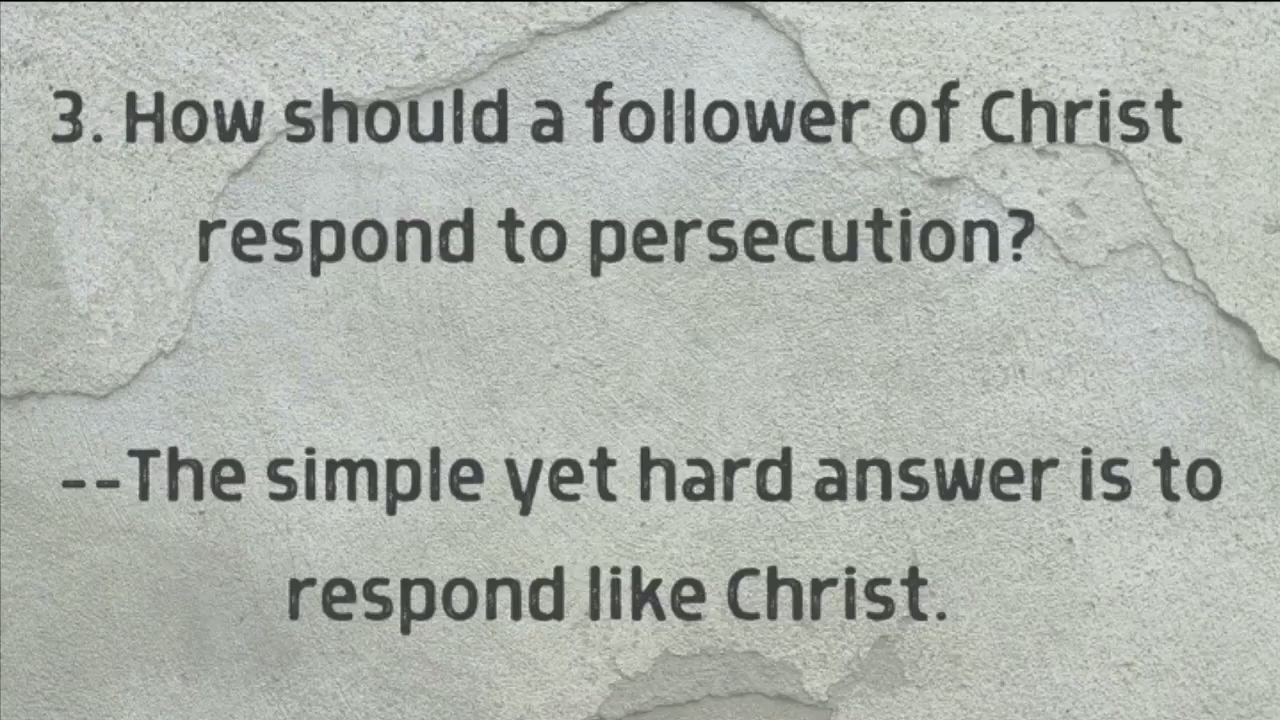 3. How should a follower of Christ
respond to persecution?
--The simple yet hard answer is to
respond like Christ.